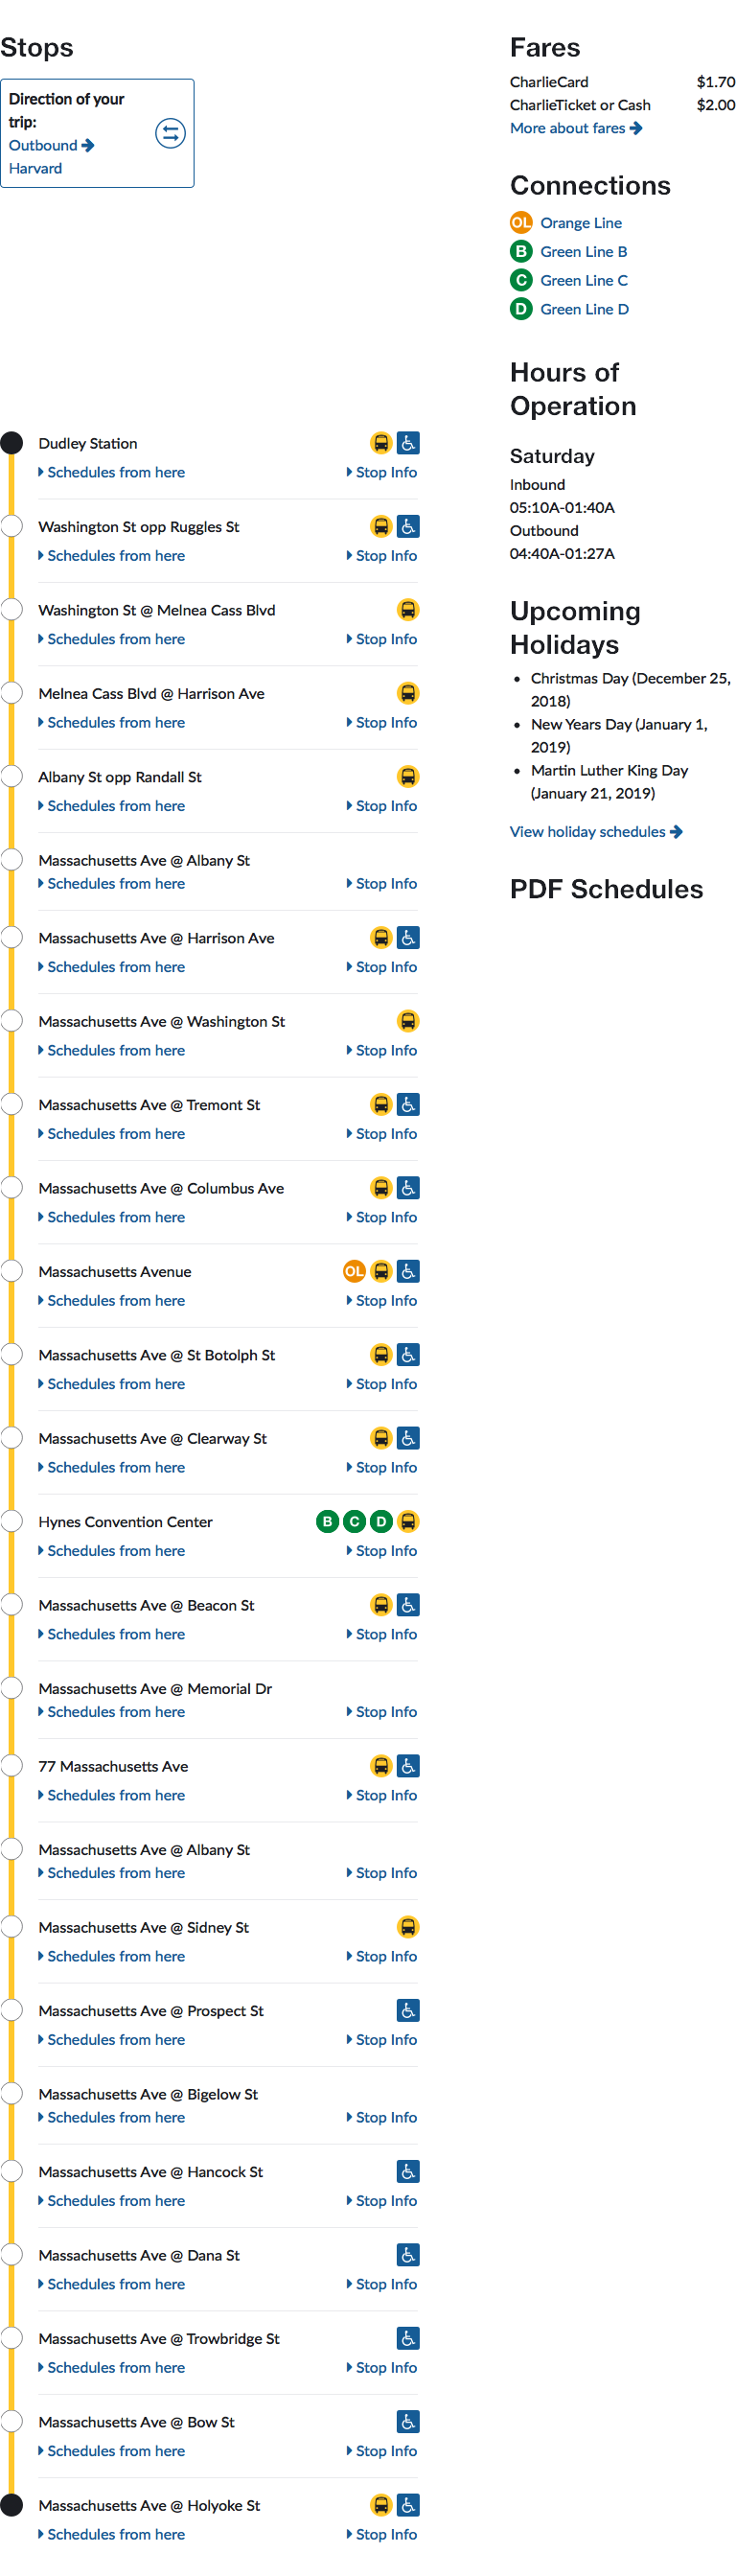 Stops
Direction of your
trip:
Outbound
Harvard
Dudley Station
Schedules from here Stop Info
Washington St opp Ruggles St
Schedules from here Stop Info
Washington St @ Melnea Cass Blvd
Schedules from here Stop Info
Melnea Cass Blvd @ Harrison Ave
Schedules from here Stop Info
Albany St opp Randall St
Schedules from here Stop Info
Massachusetts Ave @ Albany St
Schedules from here Stop Info
Massachusetts Ave @ Harrison Ave
Schedules from here Stop Info
Massachusetts Ave @ Washington St
Schedules from here Stop Info
Massachusetts Ave @ Tremont St
Schedules from here Stop Info
Massachusetts Ave @ Columbus Ave
Schedules from here Stop Info
Massachusetts Avenue OL
Schedules from here Stop Info
Massachusetts Ave @ St Botolph St
Schedules from here Stop Info
Massachusetts Ave @ Clearway St
Schedules from here Stop Info
Hynes Convention Center B C D
Schedules from here Stop Info
Massachusetts Ave @ Beacon St
Schedules from here Stop Info
Massachusetts Ave @ Memorial Dr
Schedules from here Stop Info
77 Massachusetts Ave
Schedules from here Stop Info
Massachusetts Ave @ Albany St
Schedules from here Stop Info
Massachusetts Ave @ Sidney St
Schedules from here Stop Info
Massachusetts Ave @ Prospect St
Schedules from here Stop Info
Massachusetts Ave @ Bigelow St
Schedules from here Stop Info
Massachusetts Ave @ Hancock St
Schedules from here Stop Info
Massachusetts Ave @ Dana St
Schedules from here Stop Info
Massachusetts Ave @ Trowbridge St
Schedules from here Stop Info
Massachusetts Ave @ Bow St
Schedules from here Stop Info
Massachusetts Ave @ Holyoke St
Schedules from here Stop Info
Fares
CharlieCard $1.70
CharlieTicket or Cash $2.00
More about fares
Connections
OL Orange Line
B Green Line B
C Green Line C
D Green Line D
Hours of
Operation
Saturday
Inbound
05:10A-01:40A
Outbound
04:40A-01:27A
Upcoming
Holidays
• Christmas Day (December 25,
2018)
• New Years Day (January 1,
2019)
• Martin Luther King Day
(January 21, 2019)
View holiday schedules
PDF Schedules